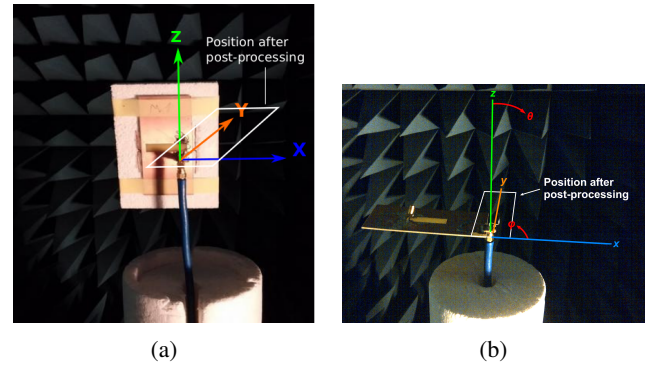 Z
Position after
post-processing
Y
X
z
θ
y
Position after
post-processing
φ
x
(a)
(b)